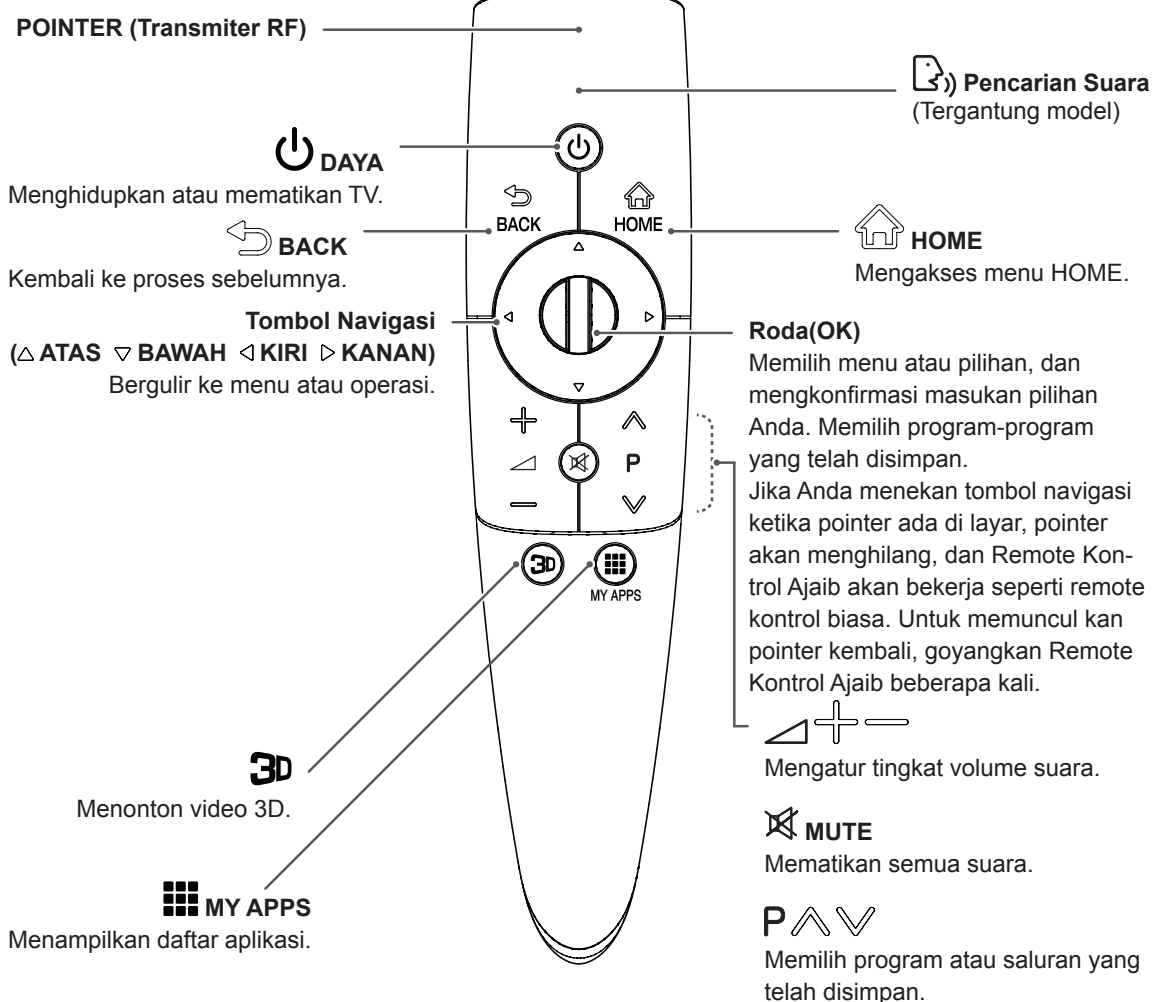 POINTER (Transmiter RF)
Pencarian Suara
(Tergantung model)
DAYA
Menghidupkan atau mematikan TV.
BACK
Kembali ke proses sebelumnya.
BACK
HOME
HOME
Mengakses menu HOME.
Tombol Navigasi
(△ ATAS ▽ BAWAH ◁ KIRI ▷ KANAN)
Bergulir ke menu atau operasi.
Roda(OK)
Memilih menu atau pilihan, dan
mengkonfirmasi masukan pilihan
Anda. Memilih program-program
yang telah disimpan.
Jika Anda menekan tombol navigasi
ketika pointer ada di layar, pointer
akan menghilang, dan Remote Kon-
trol Ajaib akan bekerja seperti remote
kontrol biasa. Untuk memuncul kan
pointer kembali, goyangkan Remote
Kontrol Ajaib beberapa kali.
P
3D
MY APPS
3D
Menonton video 3D.
MY APPS
Menampilkan daftar aplikasi.
Mengatur tingkat volume suara.
MUTE
Mematikan semua suara.
P
Memilih program atau saluran yang
telah disimpan.